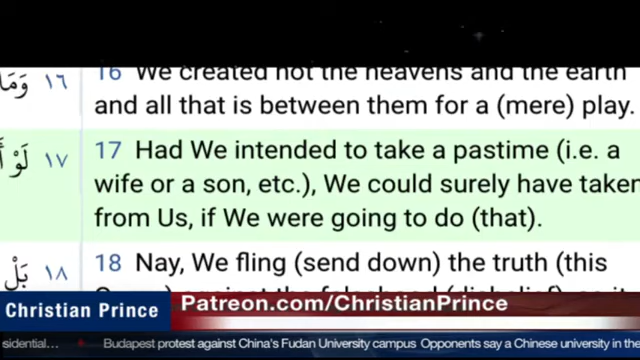 وَمَا ١٦ 16 We created not the heavens and the earth
and all that is between them for a (mere) play.
لَوْ أَ ١٧ 17 Had We intended to take a pastime (i.e. a
wife or a son, etc.), We could surely have taken
from Us, if We were going to do (that).
بَلْ ١٨ 18 Nay, We fling (send down) the truth (this
Christian Prince
Patreon.com/ChristianPrince
sidential... Budapest protest against China's Fudan University campus Opponents say a Chinese university in the